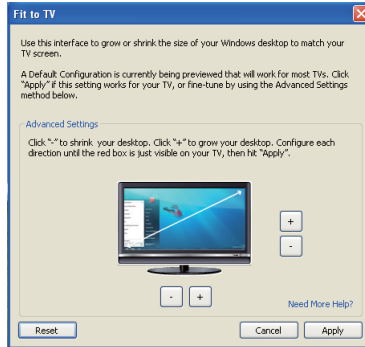 Fit to TV
Use this interface to grow or shrink the size of your Windows desktop to match your
TV screen.
A Default Configuration is currently being previewed that will work for most TVs. Click
"Apply" if this setting works for your TV, or fine-tune by using the Advanced Settings
method below.
Advanced Settings
Click "-" to shrink your desktop. Click "+" to grow your desktop. Configure each
direction until the red box is just visible on your TV, then hit "Apply".
+
-
- +
Need More Help?
Reset Cancel Apply